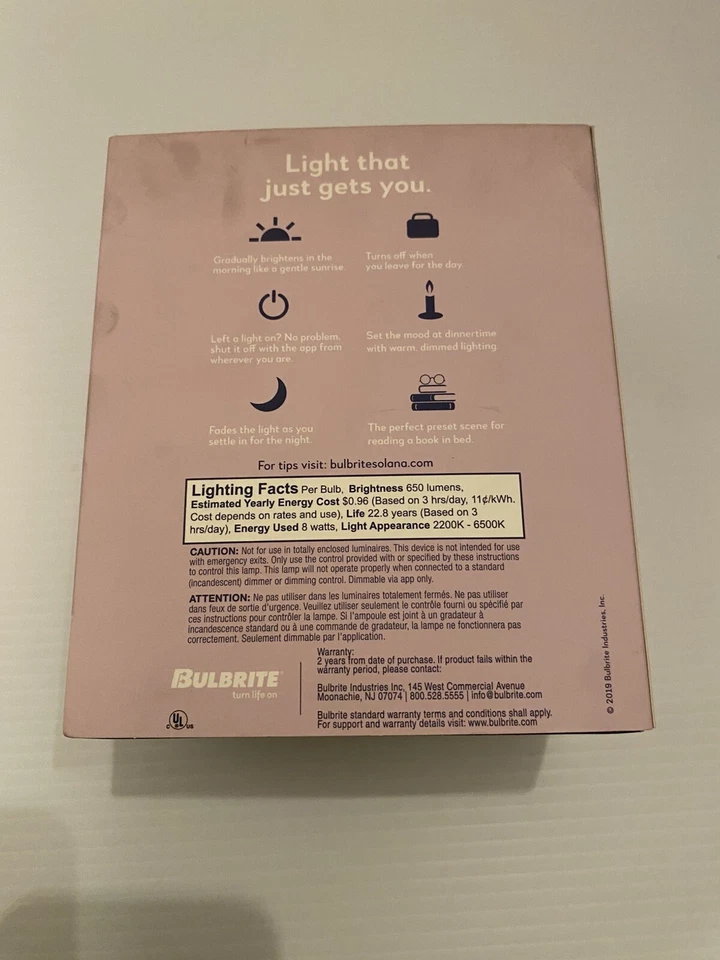 Light that
just gets you.
Gradually brightens in the
morning like a gentle sunrise.
Turns off when
you leave for the day.
Left a light on? No problem,
shut it off with the app from
wherever you are.
Set the mood at dinnertime
with warm, dimmed lighting.
Fades the light as you
settle in for the night.
The perfect preset scene for
reading a book in bed.
For tips visit: bulbritesolana.com
Lighting Facts Per Bulb, Brightness 650 lumens,
Estimated Yearly Energy Cost $0.96 (Based on 3 hrs/day, 11¢/kWh.
Cost depends on rates and use), Life 22.8 years (Based on 3
hrs/day), Energy Used 8 watts, Light Appearance 2200K - 6500K
CAUTION: Not for use in totally enclosed luminaires. This device is not intended for use
with emergency exits. Only use the control provided with or specified by these instructions
to control this lamp. This lamp will not operate properly when connected to a standard
(incandescent) dimmer or dimming control. Dimmable via app only.
ATTENTION: Ne pas utiliser dans les luminaires totalement fermés. Ne pas utiliser
dans feux de sortie d'urgence. Veuillez utiliser seulement le contrôle fourni ou spécifié par
ces instructions pour contrôler la lampe. Si l'ampoule est joint à un gradateur à
incandescence standard ou à une commande de gradateur, la lampe ne fonctionnera pas
correctement. Seulement dimmable par l'application.
BULBRITE
turn life on
C UL US
Warranty:
2 years from date of purchase. If product fails within the
warranty period, please contact:
Bulbrite Industries Inc, 145 West Commercial Avenue
Moonachie, NJ 07074 | 800.528.5555 | info@bulbrite.com
Bulbrite standard warranty terms and conditions shall apply.
For support and warranty details visit: www.bulbrite.com
© 2019 Bulbrite Industries, Inc.